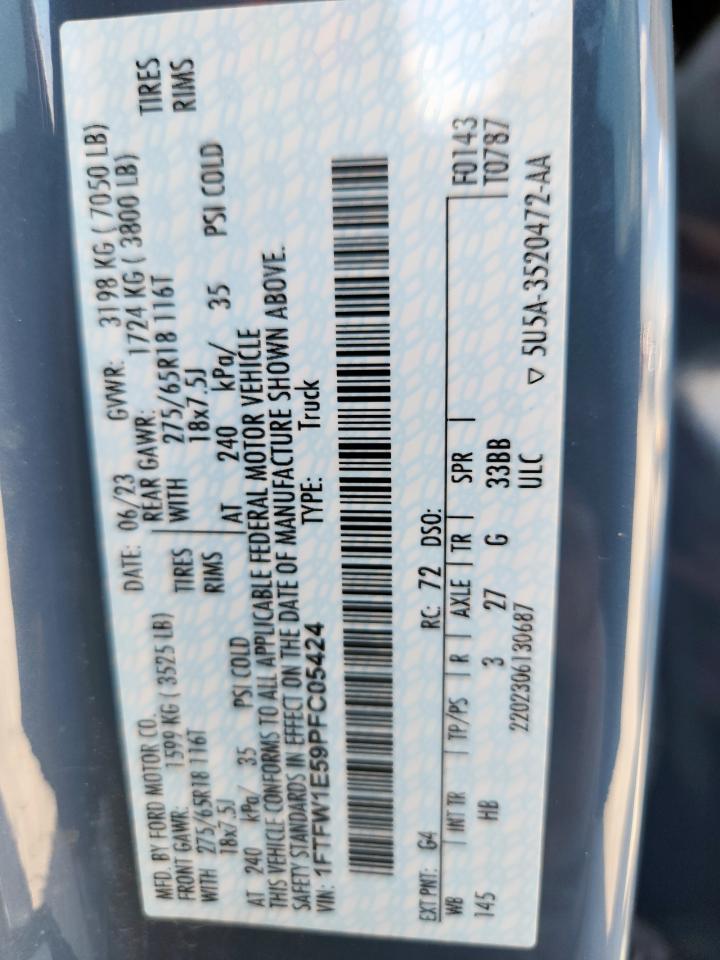 MFD. BY FORD MOTOR CO.
DATE: 06/23 GVWR: 3198 KG ( 7050 LB)
FRONT GAWR: 1599 KG ( 3525 LB)
REAR GAWR: 1724 KG ( 3800 LB)
WITH 275/65R18 116T TIRES
WITH 275/65R18 116T TIRES
18x7.5J RIMS
18x7.5J RIMS
AT 240 kPa/ 35 PSI COLD
AT 240 kPa/ 35 PSI COLD
THIS VEHICLE CONFORMS TO ALL APPLICABLE FEDERAL MOTOR VEHICLE
SAFETY STANDARDS IN EFFECT ON THE DATE OF MANUFACTURE SHOWN ABOVE.
VIN: 1FTFW1E59PFC05424 TYPE: Truck
EXT PNT: G4 RC: 72 DSO:
WB INT TR TP/PS R AXLE TR SPR F0143
145 HB 3 27 G 33BB T0787
2202306130687 ULC
▽ 5U5A-3520472-AA